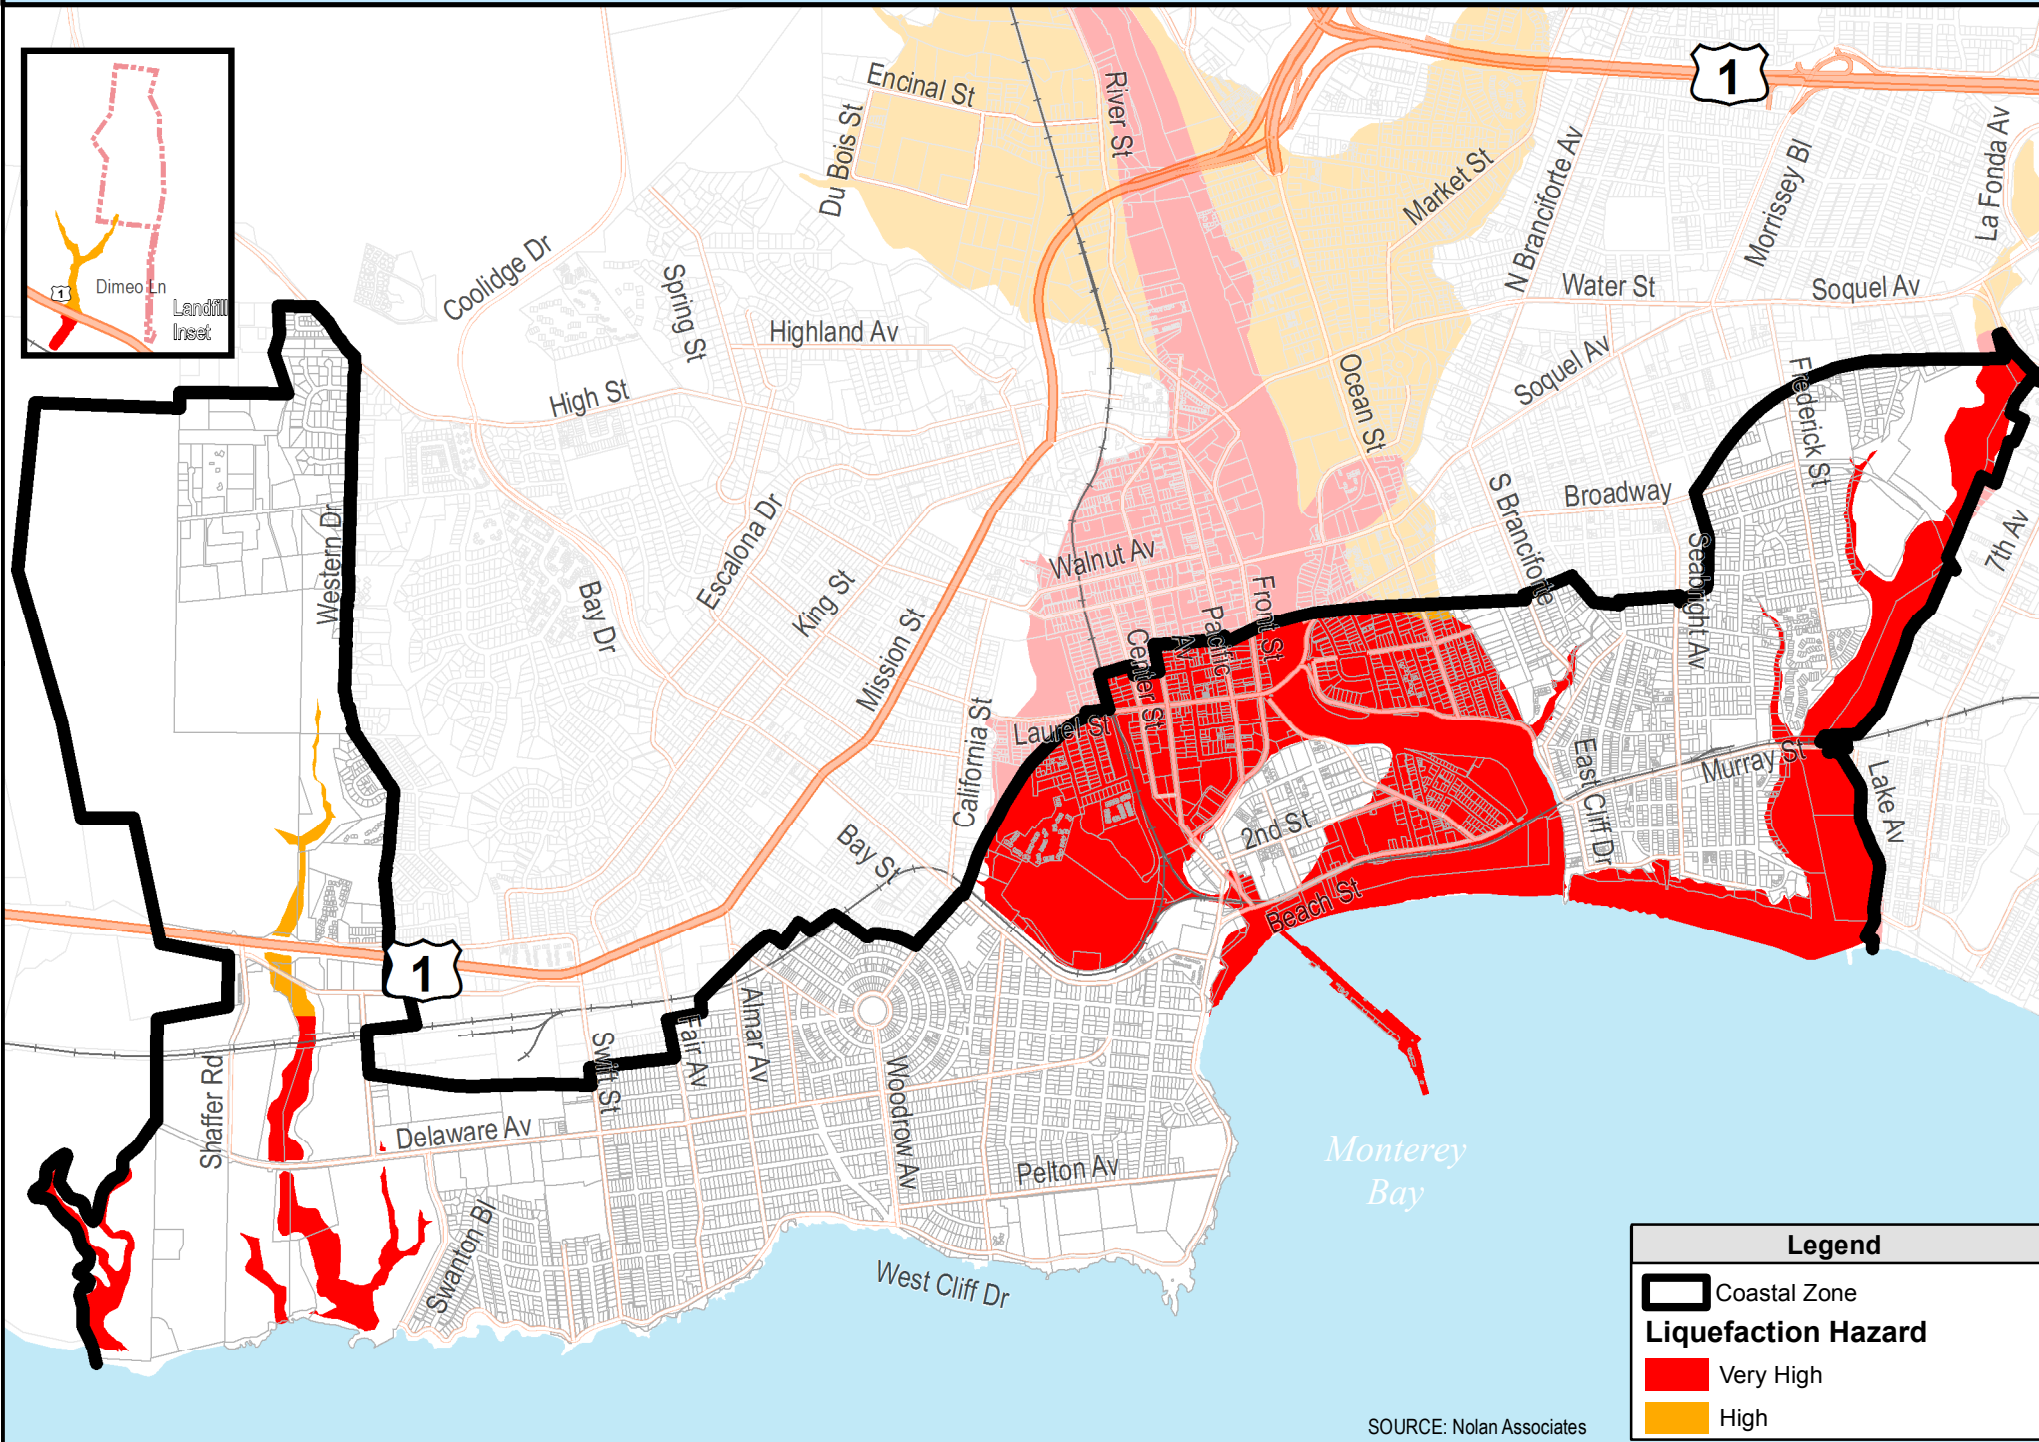 Encinal St
River St
Du Bois St
1
Market St
N Branciforte Av
Morrissey Bl
La Fonda Av
Coolidge Dr
Spring St
Highland Av
Water St
Soquel Av
1
Dimeo Ln
Landfill
Inset
High St
Ocean St
Soquel Av
Frederick St
Western Dr
Bay Dr
Escalona Dr
King St
Mission St
Walnut Av
Front St
Pacific
Av
Center St
S Branciforte
Broadway
Seabright Av
7th Av
California St
Laurel St
Bay St
2nd St
Beach St
East Cliff Dr
Murray St
Lake Av
1
Shaffer Rd
Swift St
Fair Av
Almar Av
Woodrow Av
Delaware Av
Pelton Av
Swanton Bl
West Cliff Dr
Monterey
Bay
Legend
Coastal Zone
Liquefaction Hazard
Very High
High
SOURCE: Nolan Associates